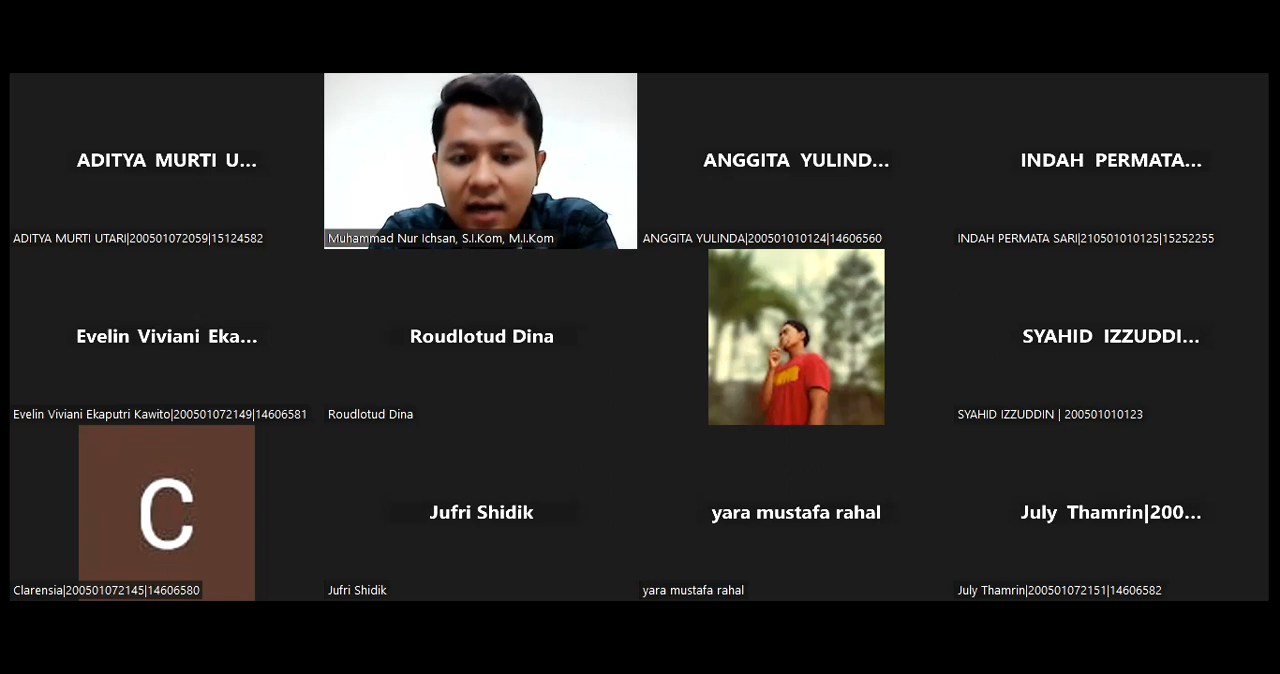 ADITYA MURTI U...
ADITYA MURTI UTARI|200501072059|15124582
Muhammad Nur Ichsan, S.I.Kom, M.I.Kom
ANGGITA YULIND...
ANGGITA YULINDA|200501010124|14606560
INDAH PERMATA...
INDAH PERMATA SARI|210501010125|15252255
Evelin Viviani Eka...
Evelin Viviani Ekaputri Kawito|200501072149|14606581
Roudlotud Dina
Roudlotud Dina
SYAHID IZZUDDI...
SYAHID IZZUDDIN | 200501010123
C
Clarensia|200501072145|14606580
Jufri Shidik
Jufri Shidik
yara mustafa rahal
yara mustafa rahal
July Thamrin|200...
July Thamrin|200501072151|14606582